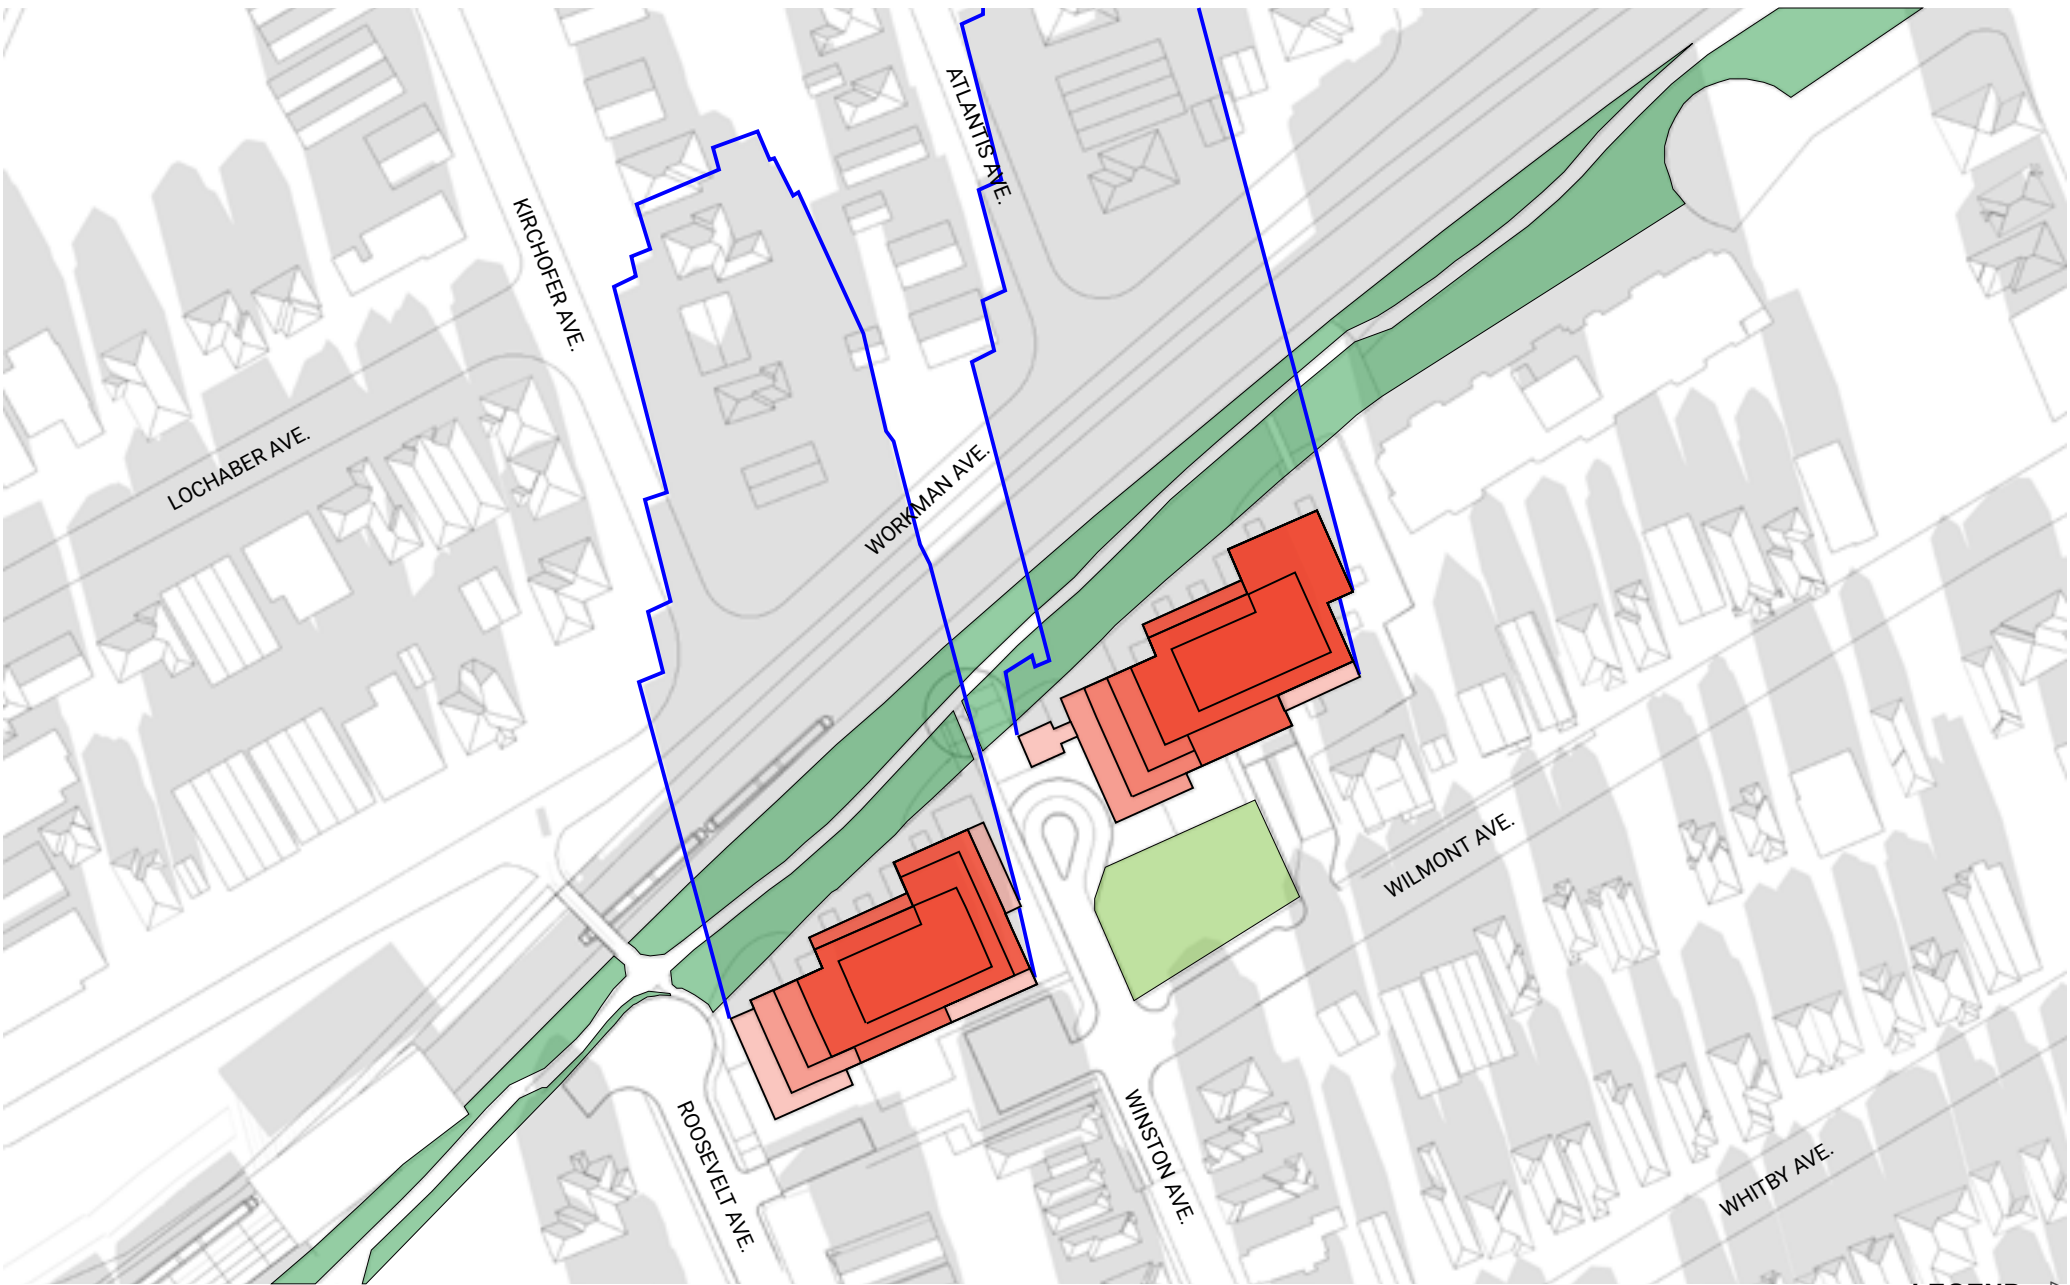 ATLANTIS AVE.
KIRCHOFER AVE.
LOCHABER AVE.
WORKMAN AVE.
WILMONT AVE.
ROOSEVELT AVE.
WINSTON AVE.
WHITBY AVE.